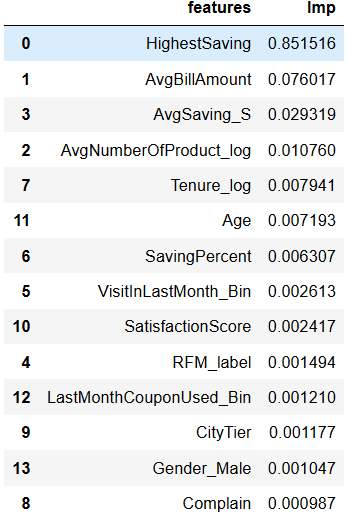 features Imp
0 HighestSaving 0.851516
1 AvgBillAmount 0.076017
3 AvgSaving_S 0.029319
2 AvgNumberOfProduct_log 0.010760
7 Tenure_log 0.007941
11 Age 0.007193
6 SavingPercent 0.006307
5 VisitInLastMonth_Bin 0.002613
10 SatisfactionScore 0.002417
4 RFM_label 0.001494
12 LastMonthCouponUsed_Bin 0.001210
9 CityTier 0.001177
13 Gender_Male 0.001047
8 Complain 0.000987